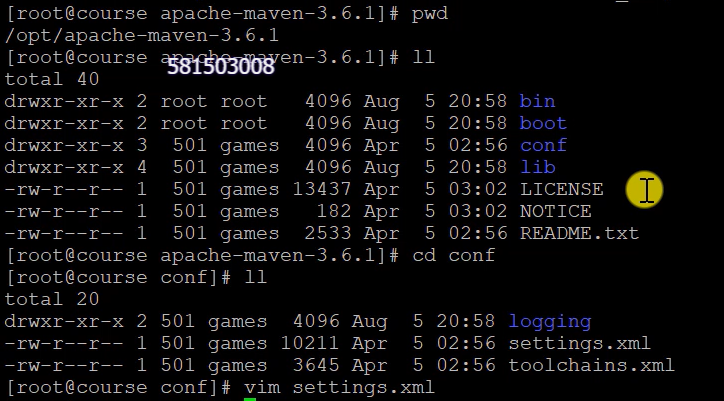 [root@course apache-maven-3.6.1]# pwd
/opt/apache-maven-3.6.1
[root@course apache-maven-3.6.1]# ll
581503008
total 40
drwxr-xr-x 2 root root   4096 Aug  5 20:58 bin
drwxr-xr-x 2 root root   4096 Aug  5 20:58 boot
drwxr-xr-x 3  501 games  4096 Apr  5 02:56 conf
drwxr-xr-x 4  501 games  4096 Aug  5 20:58 lib
-rw-r--r-- 1  501 games 13437 Apr  5 03:02 LICENSE
-rw-r--r-- 1  501 games   182 Apr  5 03:02 NOTICE
-rw-r--r-- 1  501 games  2533 Apr  5 02:56 README.txt
[root@course apache-maven-3.6.1]# cd conf
[root@course conf]# ll
total 20
drwxr-xr-x 2 501 games  4096 Aug  5 20:58 logging
-rw-r--r-- 1 501 games 10211 Apr  5 02:56 settings.xml
-rw-r--r-- 1 501 games  3645 Apr  5 02:56 toolchains.xml
[root@course conf]# vim settings.xml